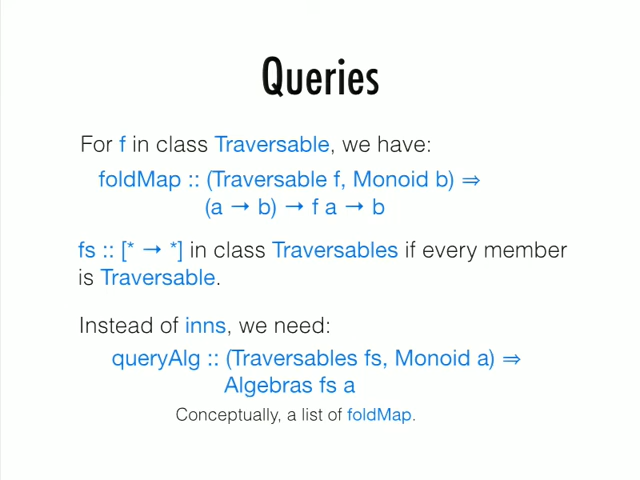 Queries
For f in class Traversable, we have:
foldMap :: (Traversable f, Monoid b) ⇒
(a → b) → f a → b
fs :: [* → *] in class Traversables if every member
is Traversable.
Instead of inns, we need:
queryAlg :: (Traversables fs, Monoid a) ⇒
Algebras fs a
Conceptually, a list of foldMap.